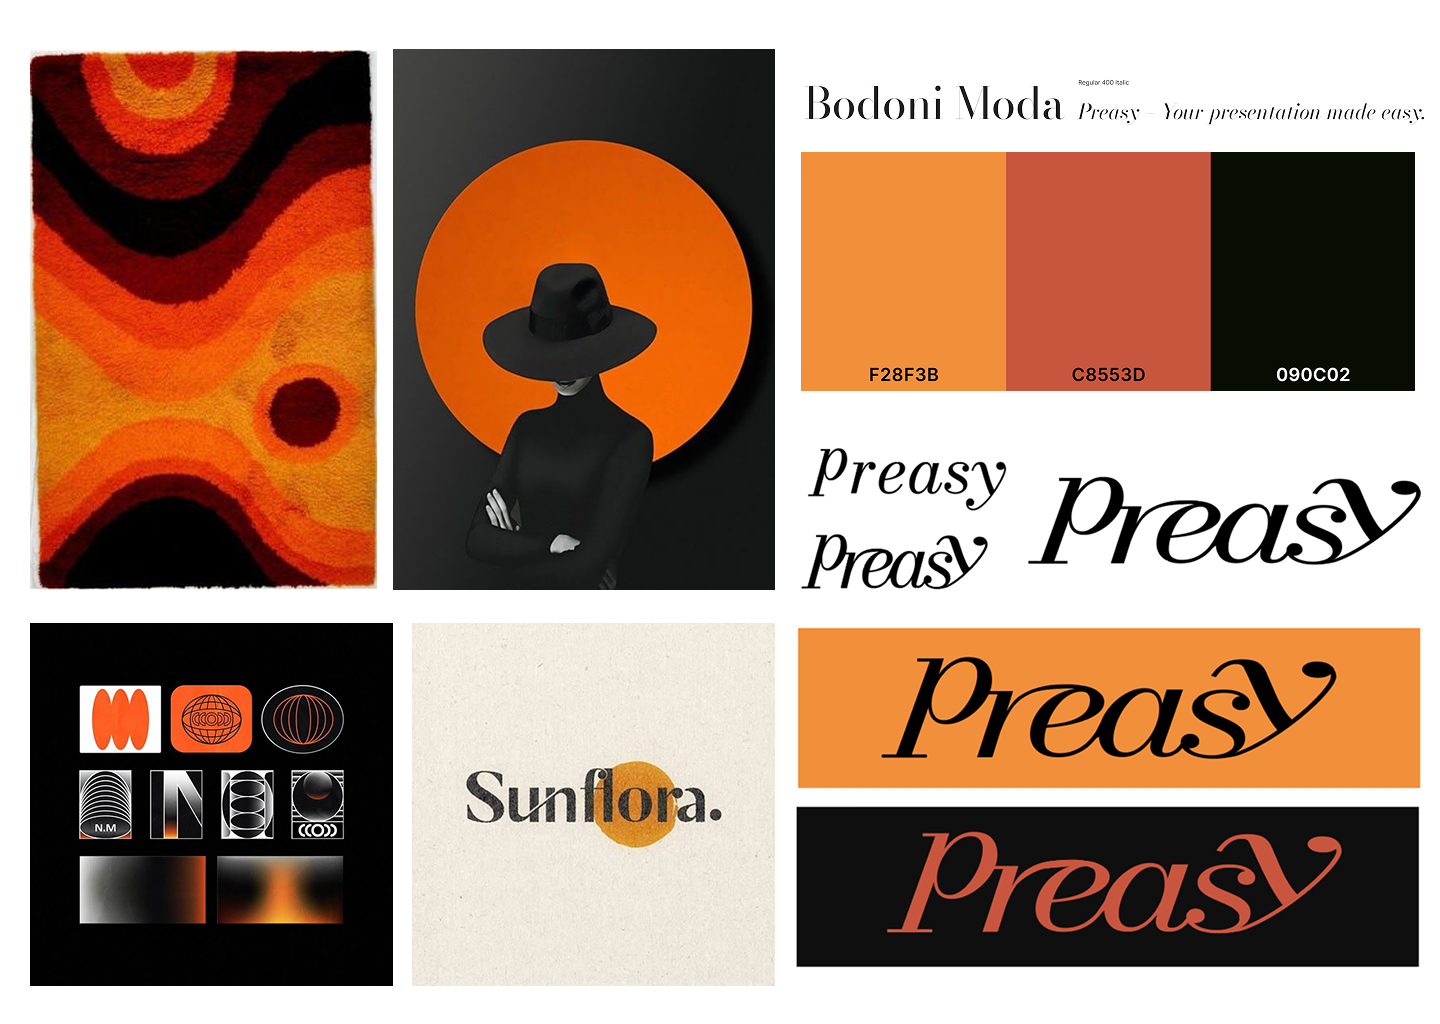 Bodoni Moda
Regular 400 Italic
Preasy – Your presentation made easy.
F28F3B
C8553D
090C02
preasy
Preasy
Preasy
N.M
Sunflora.
Preasy
Preasy